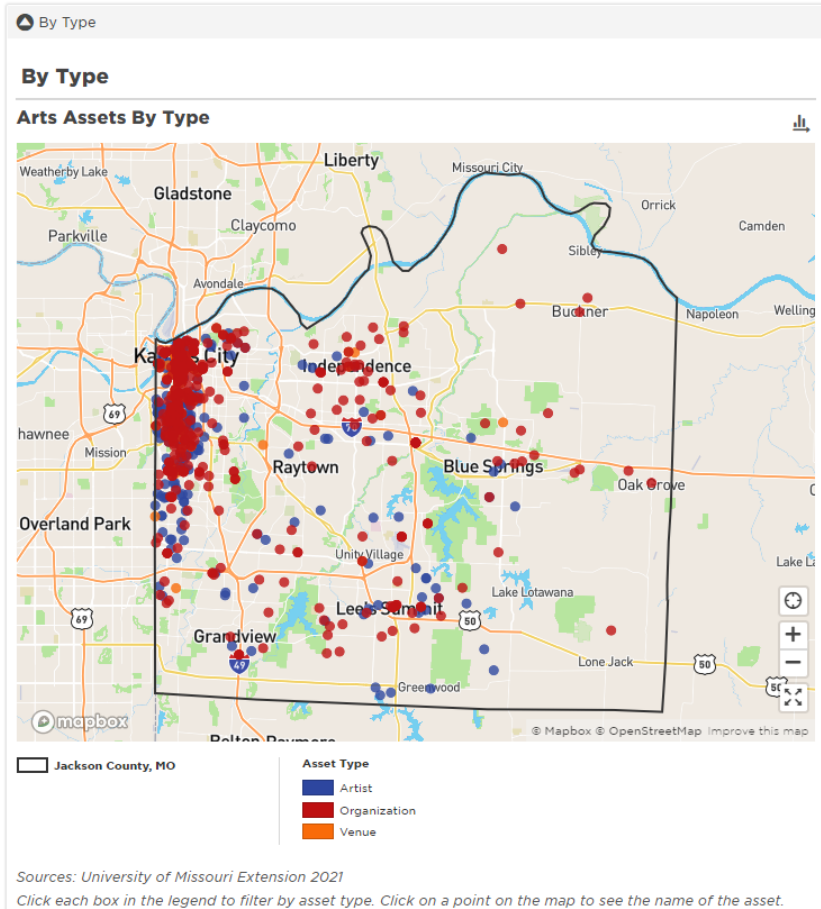 By Type
By Type
Arts Assets By Type
Liberty
Missouri City
Weatherby Lake
Gladstone
Orrick
Claycomo
Camden
Parkville
Sibley
Avondale
Buckner
Napoleon
Welling
Kansas City
Independence
69
hawnee
Mission
Raytown
Blue Springs
Oak Grove
Overland Park
Unity Village
Lake La
Lake Lotawana
69
Lee's Summit
50
Grandview
49
Lone Jack
50
Greenwood
50
mapbox
Belton Raymore
© Mapbox © OpenStreetMap Improve this map
Jackson County, MO
Asset Type
Artist
Organization
Venue
Sources: University of Missouri Extension 2021
Click each box in the legend to filter by asset type. Click on a point on the map to see the name of the asset.